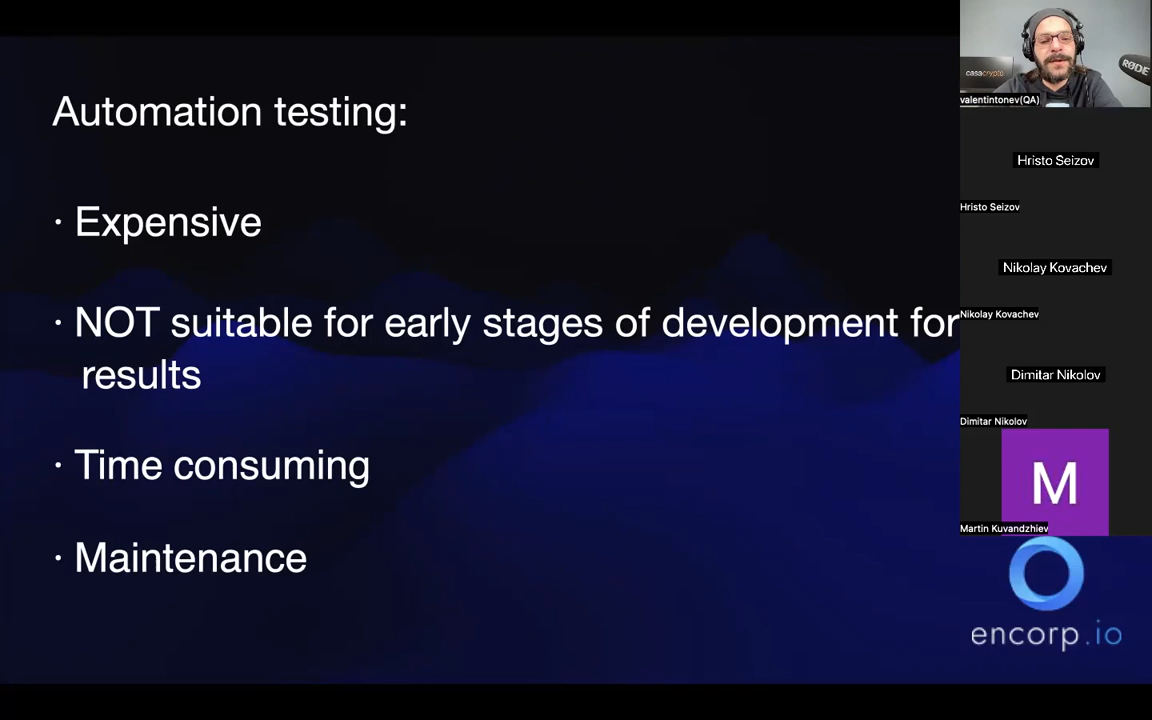 Automation testing:
· Expensive
· NOT suitable for early stages of development for
results
· Time consuming
· Maintenance
casacrypto
RØDE
valentintonev(QA)
Hristo Seizov
Hristo Seizov
Nikolay Kovachev
Nikolay Kovachev
Dimitar Nikolov
Dimitar Nikolov
M
Martin Kuvandzhiev
encorp.io